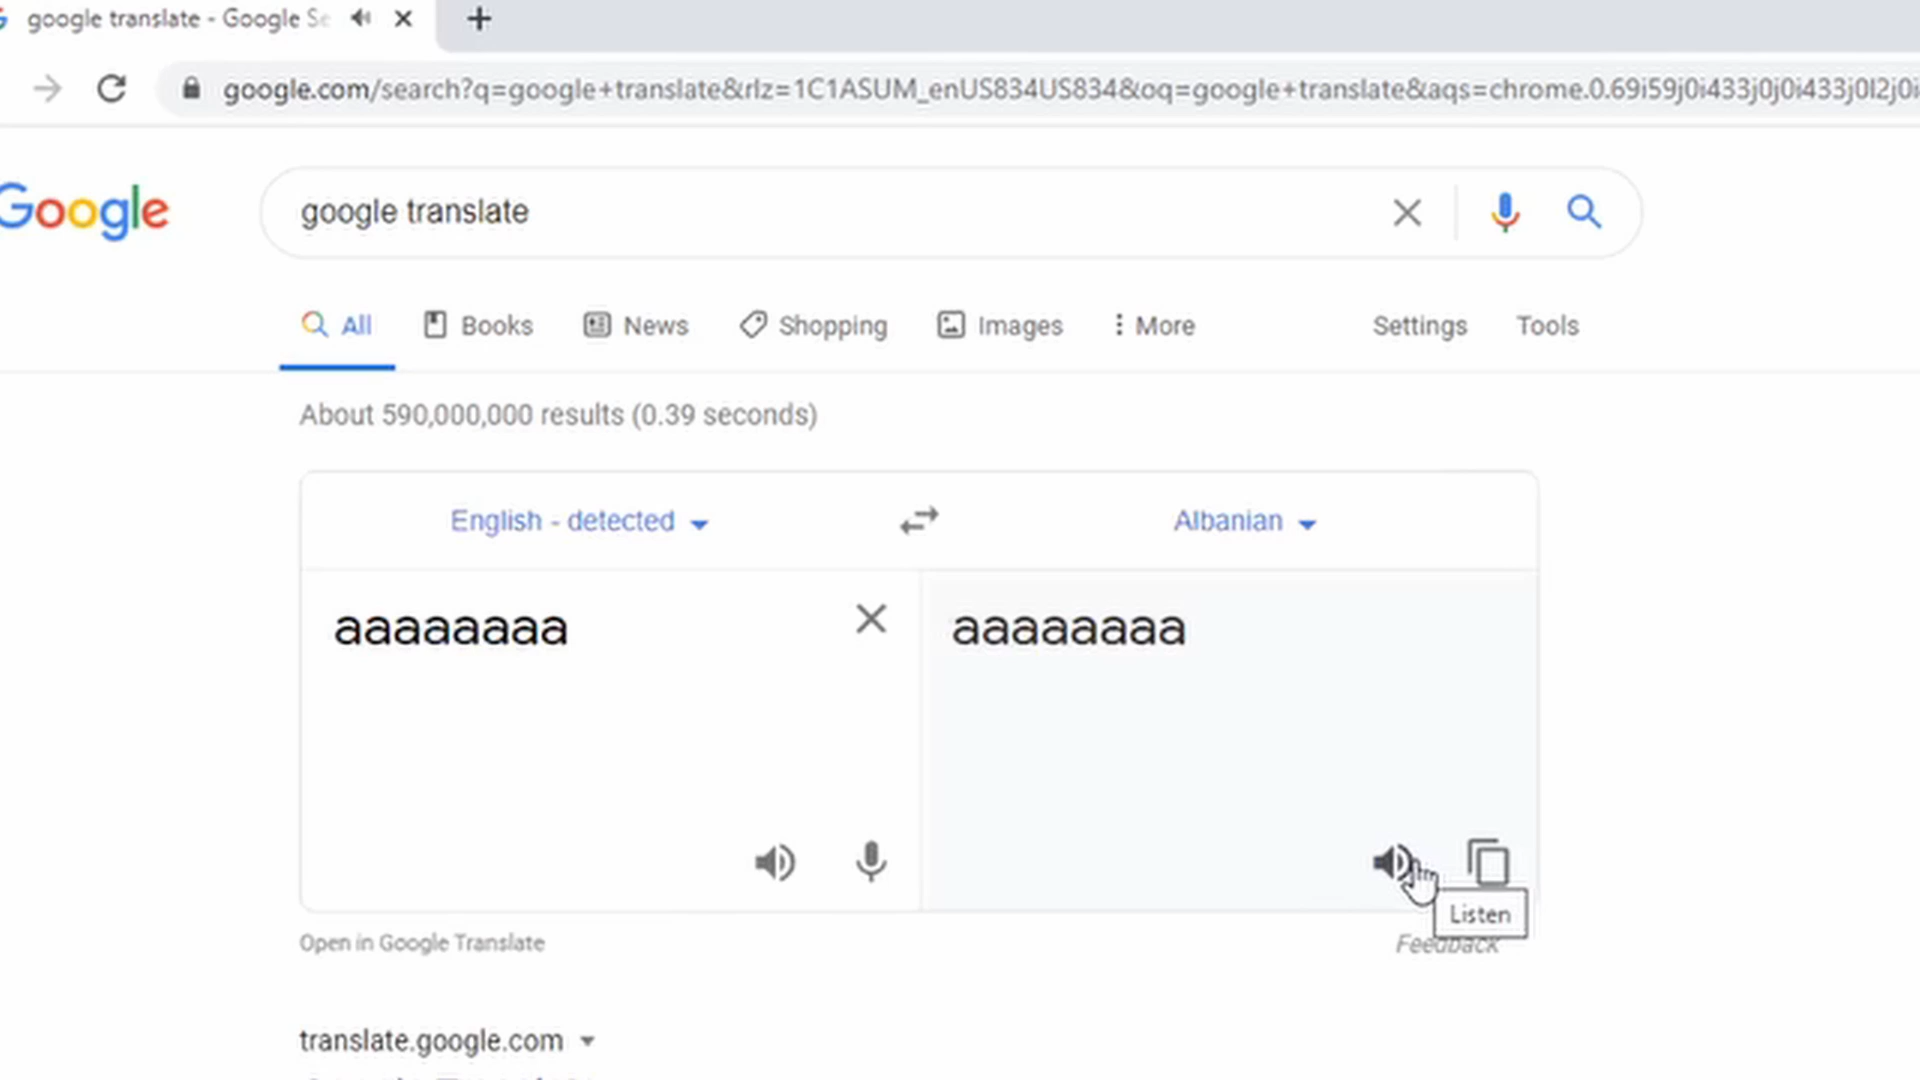 google translate - Google Se
google.com/search?q=google+translate&rlz=1C1ASUM_enUS834US834&oq=google+translate&aqs=chrome.0.69i59j0i433j0j0i433j0l2j0i
Google
google translate
All Books News Shopping Images More Settings Tools
About 590,000,000 results (0.39 seconds)
English - detected Albanian
aaaaaaaa aaaaaaaa
Listen
Open in Google Translate Feedback
translate.google.com